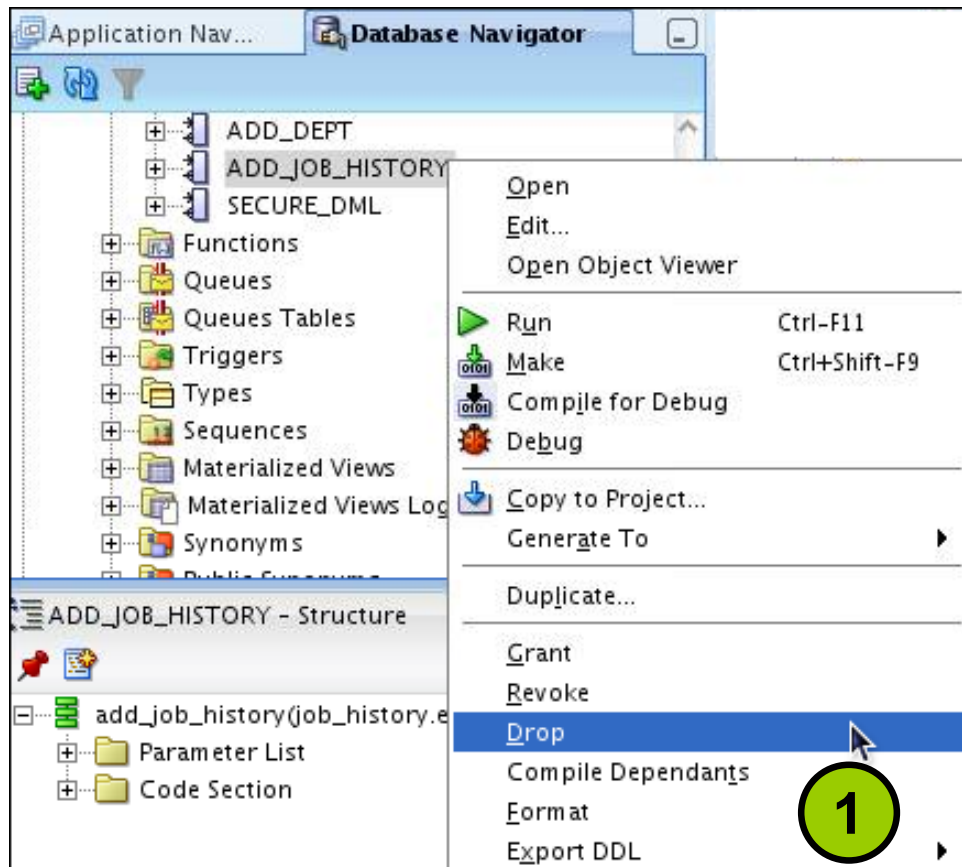 Application Nav...
Database Navigator
ADD_DEPT
ADD_JOB_HISTORY
SECURE_DML
Functions
Queues
Queues Tables
Triggers
Types
Sequences
Materialized Views
Materialized Views Log
Synonyms
Public Synonyms
ADD_JOB_HISTORY - Structure
add_job_history(job_history.e
Parameter List
Code Section
Open
Edit...
Open Object Viewer
Run Ctrl-F11
Make Ctrl+Shift-F9
Compile for Debug
Debug
Copy to Project...
Generate To
Duplicate...
Grant
Revoke
Drop
Compile Dependants
Format
Export DDL
1